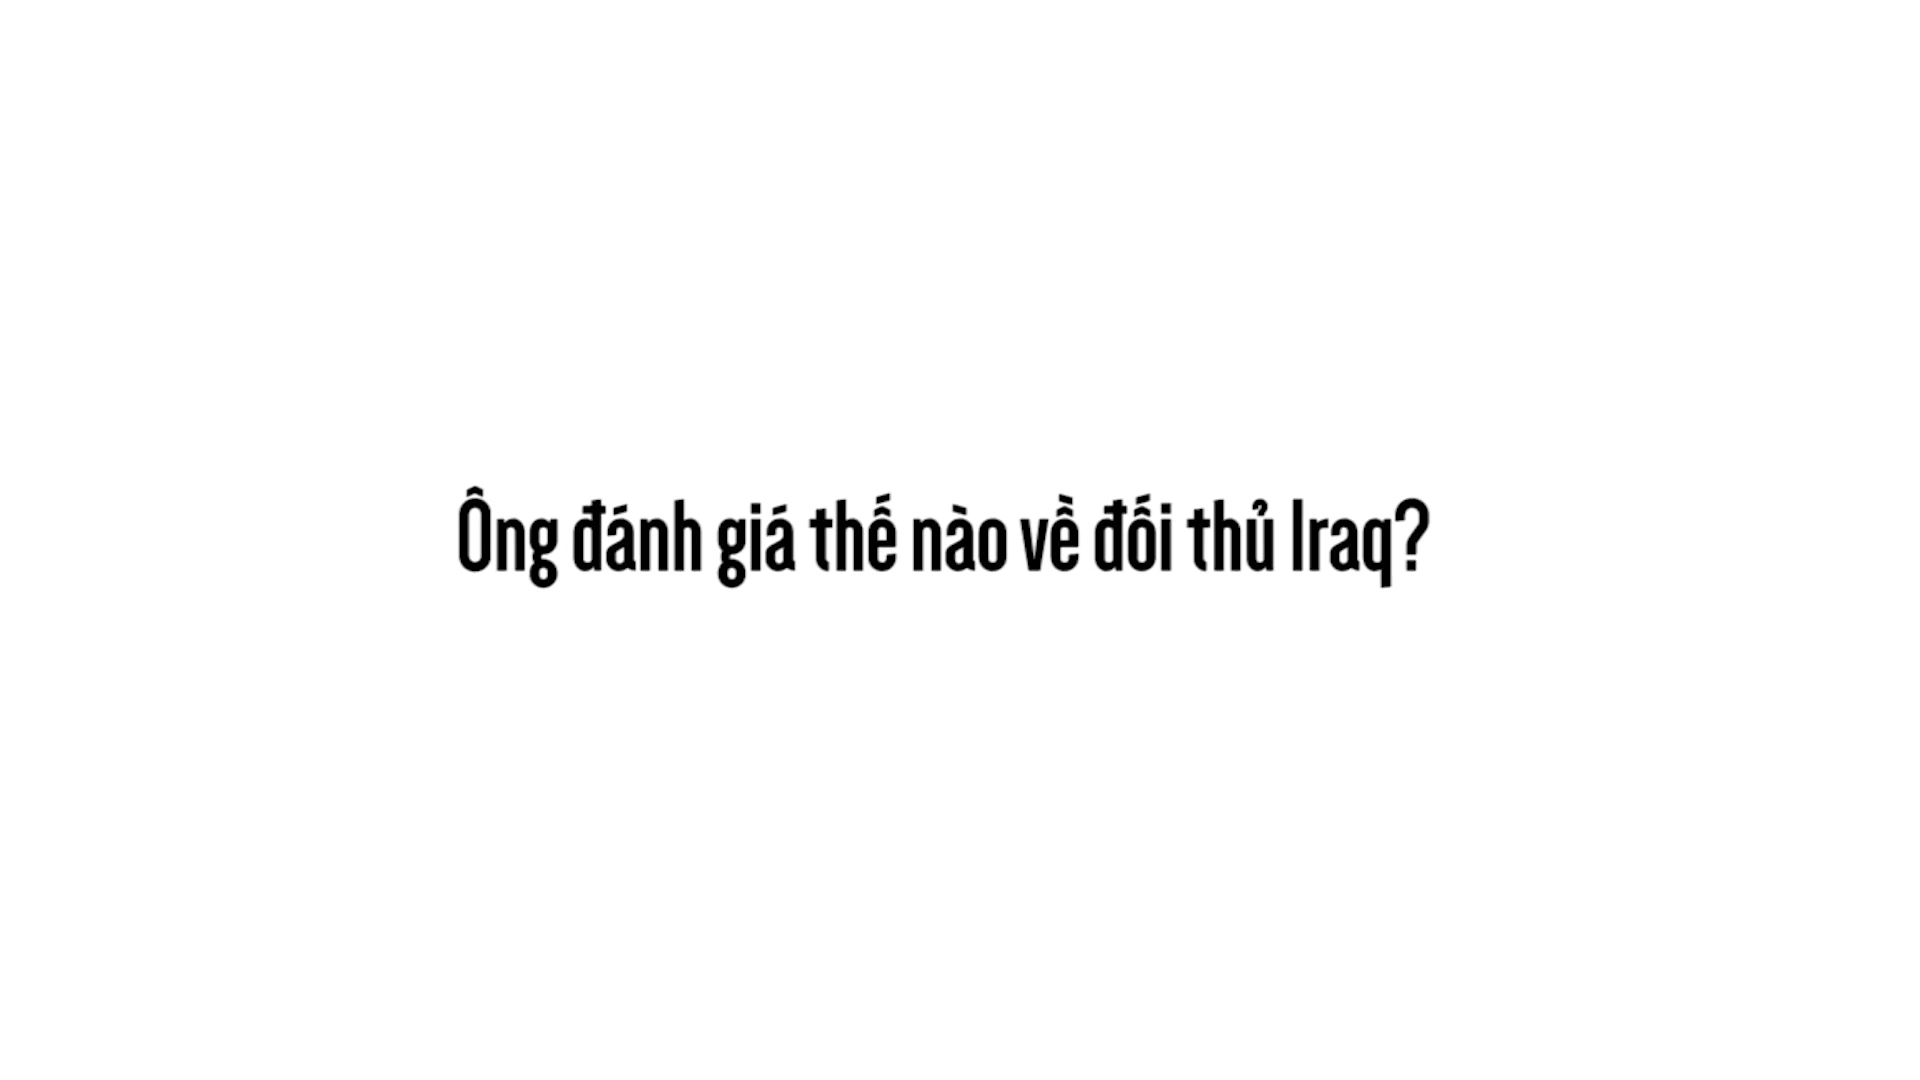 Ông đánh giá thế nào về đối thủ Iraq?